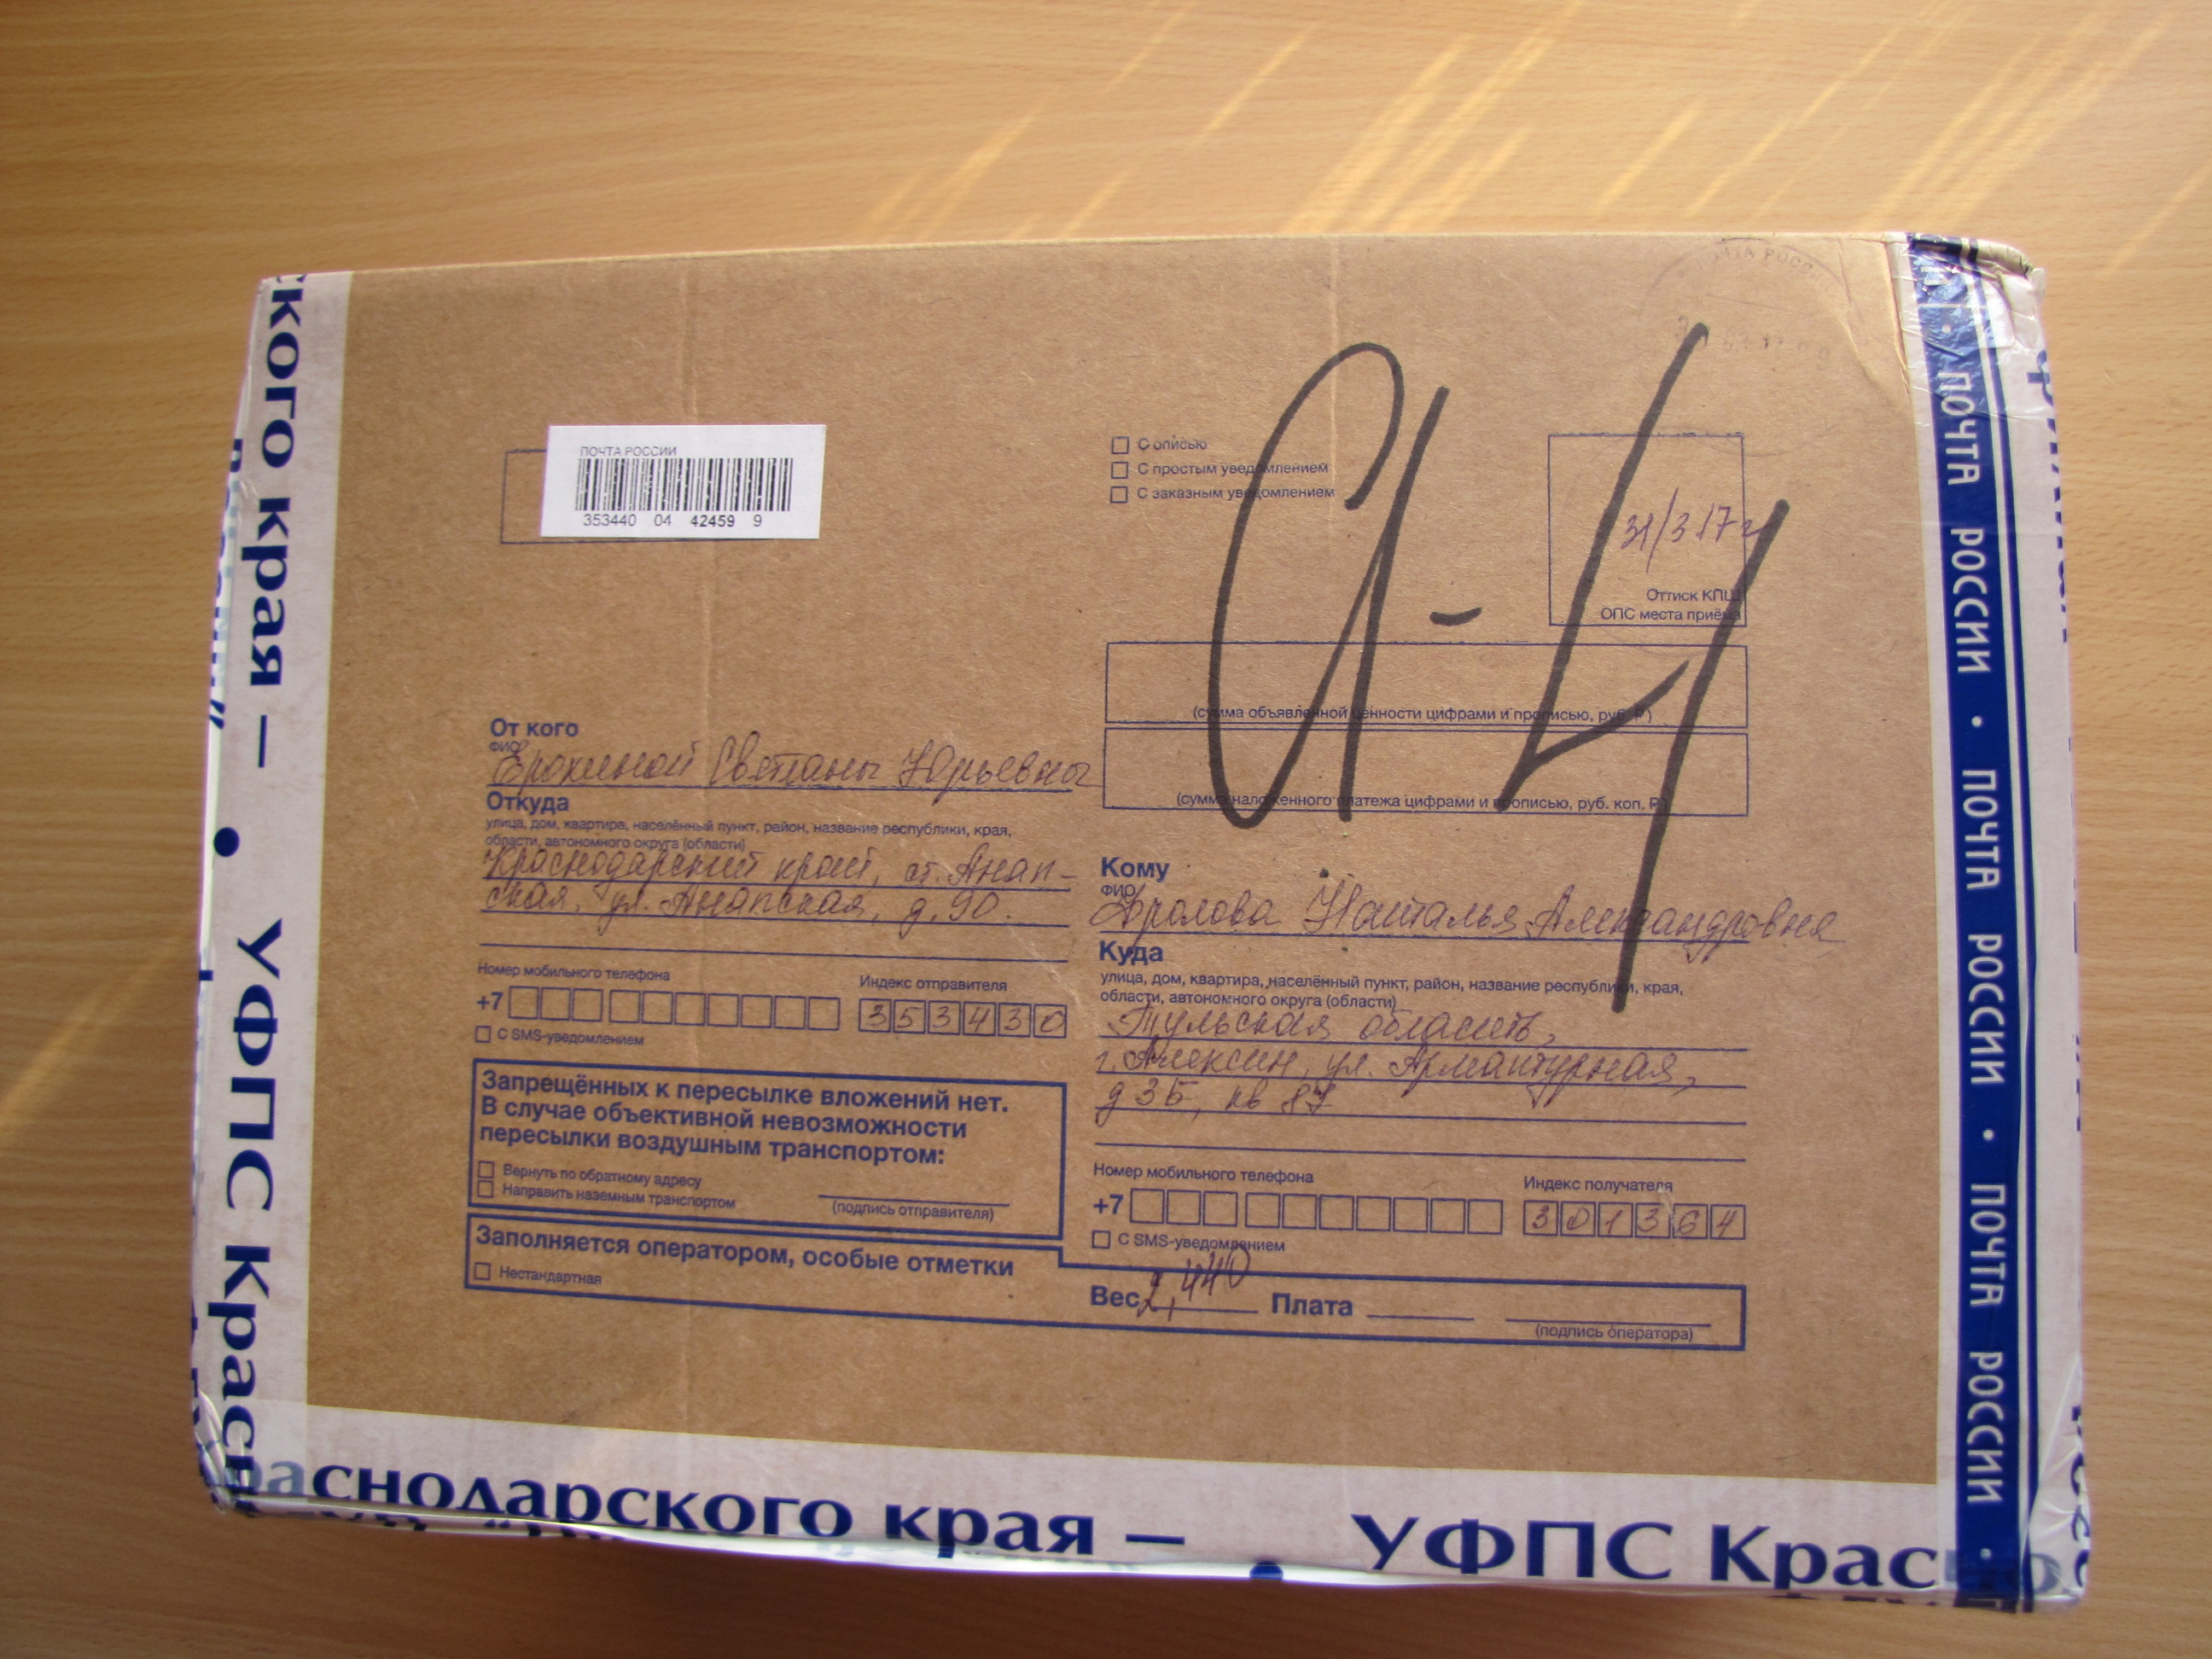 ПОЧТА РОССИИ
353440 04 42459 9
С описью
С простым уведомлением
С заказным уведомлением
31/3 17г
Оттиск КПШ
ОПС места приёма
(сумма объявленной ценности цифрами и прописью, руб. Р)
(сумма наложенного платежа цифрами и прописью, руб. коп. Р)
От кого
ФИО
Ерохиной Светланы Юрьевны
Откуда
улица, дом, квартира, населённый пункт, район, название республики, края,
области, автономного округа (области)
Краснодарский край, ст. Анап-
ская, ул. Анапская, д. 90.
Номер мобильного телефона
Индекс отправителя
+7
353430
С SMS-уведомлением
Запрещённых к пересылке вложений нет.
В случае объективной невозможности
пересылки воздушным транспортом:
Вернуть по обратному адресу
Направить наземным транспортом
(подпись отправителя)
Заполняется оператором, особые отметки
Нестандартная
Кому
ФИО
Фролова Наталья Александровна
Куда
улица, дом, квартира, населённый пункт, район, название республики, края,
области, автономного округа (области)
Тульская область,
г. Алексин, ул. Арматурная,
д 3Б, кв 87
Номер мобильного телефона
Индекс получателя
+7
301364
С SMS-уведомлением
Вес 2,440 Плата
(подпись оператора)
ского края – • УФПС Красн
аснодарского края – • УФПС Красно
• ПОЧТА РОССИИ • ПОЧТА РОССИИ • ПОЧТА РОССИИ • ПОЧТА РОССИИ •